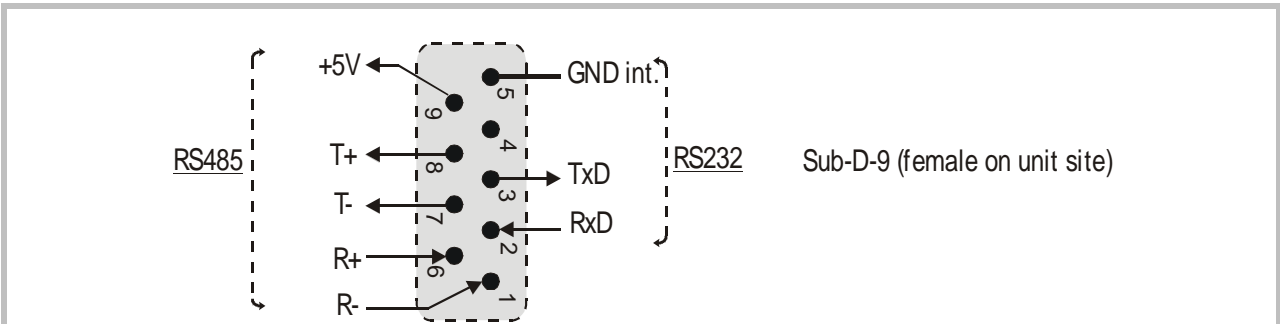 +5V
GND int.
5
9
4
RS485
T+
8
TxD
3
RS232
Sub-D-9 (female on unit site)
T-
7
RxD
2
R+
6
R-
1